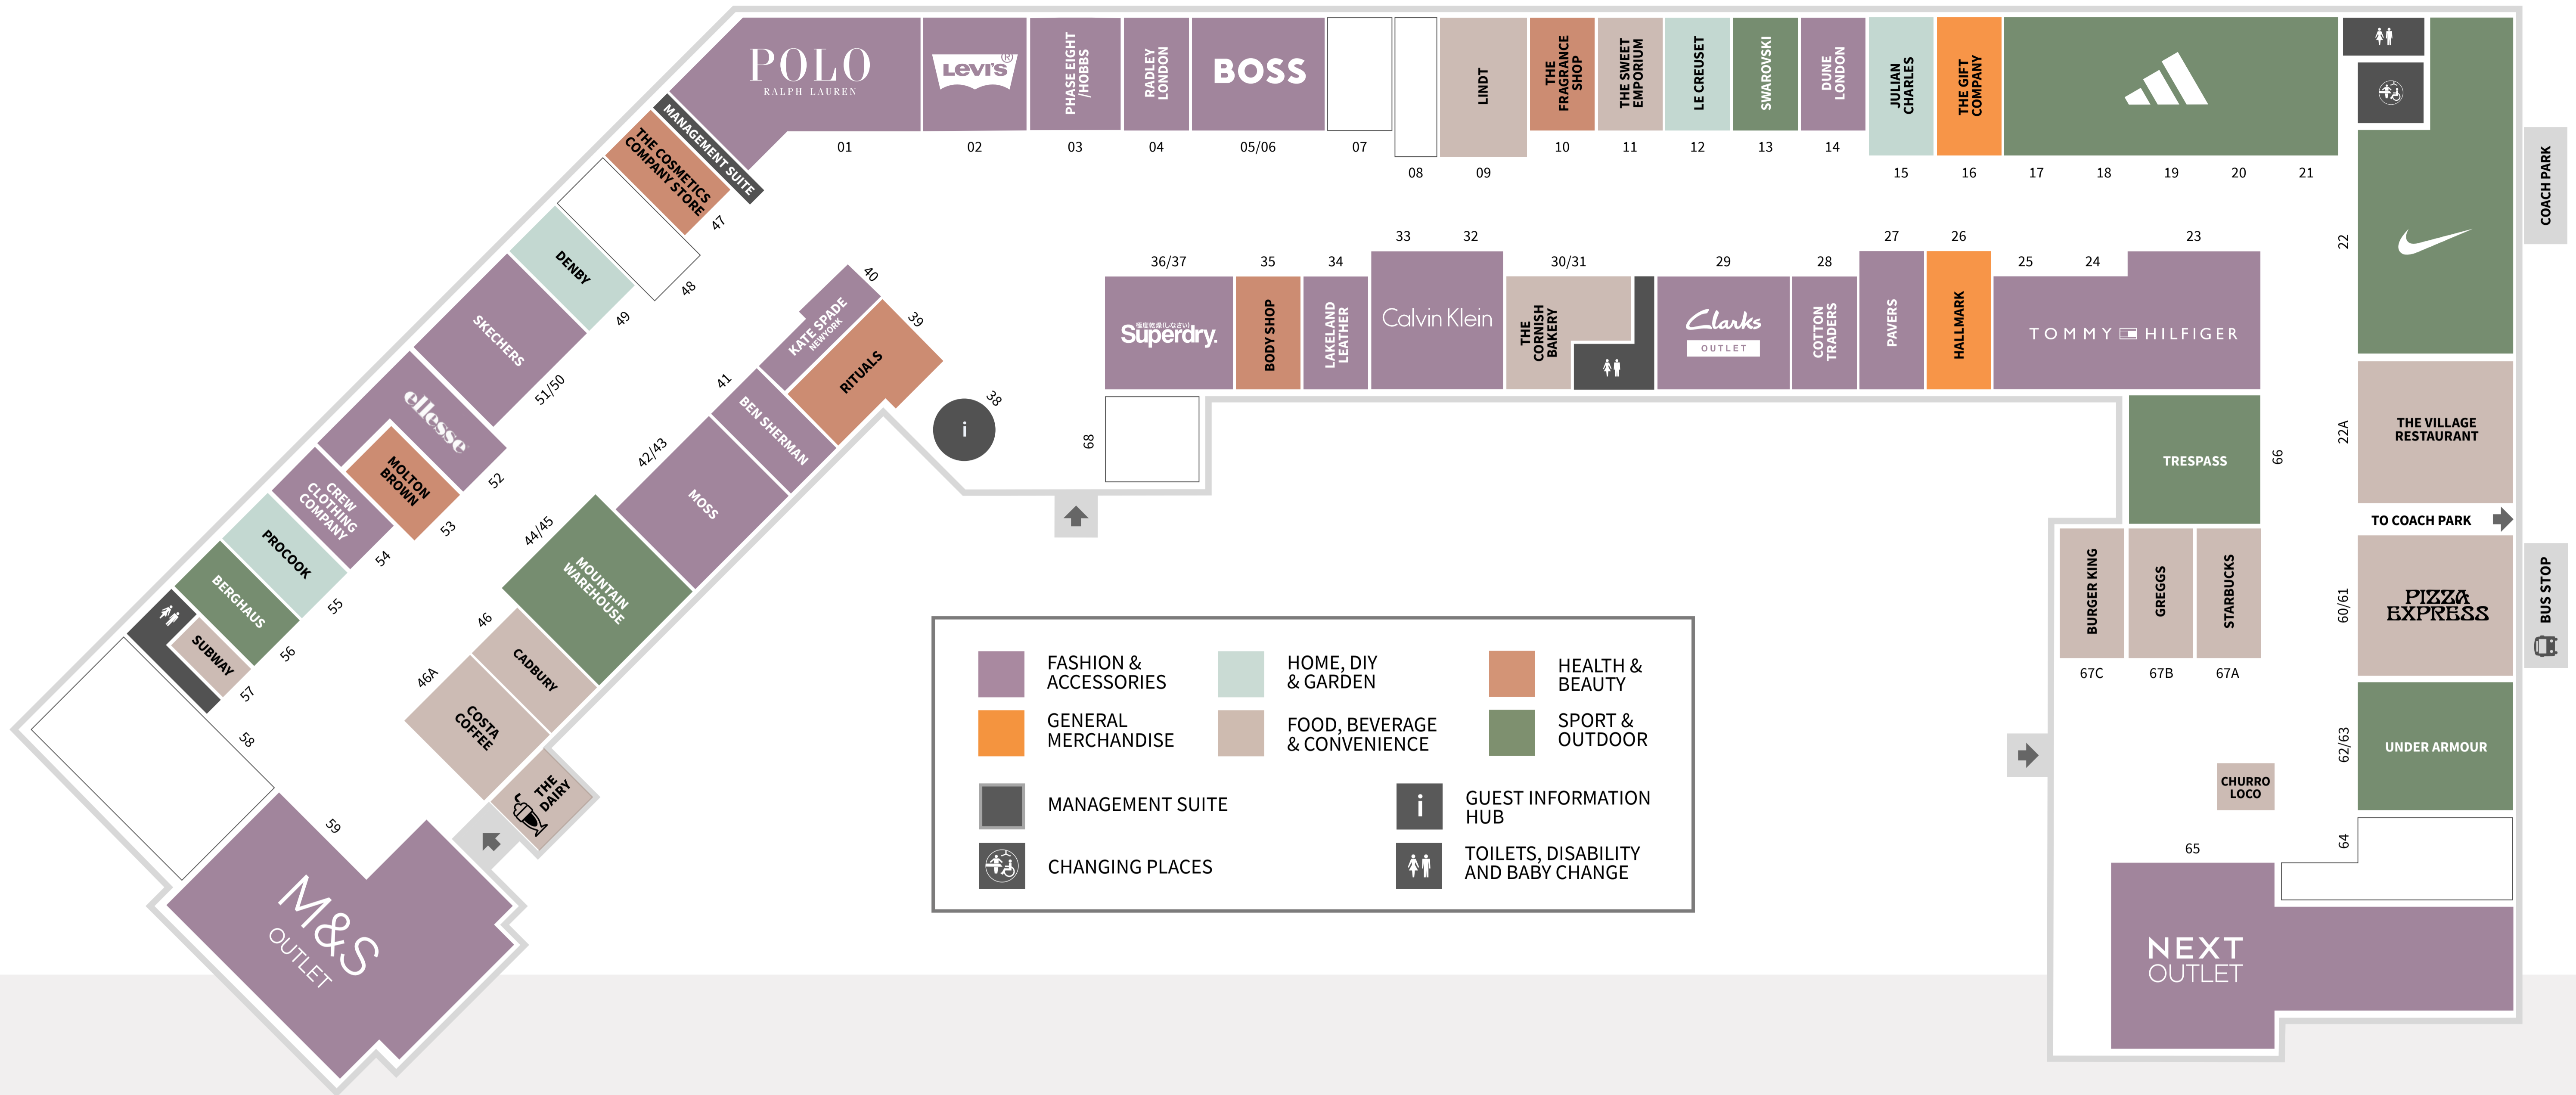 POLO
RALPH LAUREN
LEVI'S®
PHASE EIGHT
/HOBBS
RADLEY
LONDON
BOSS
LINDT
THE
FRAGRANCE
SHOP
THE SWEET
EMPORIUM
LE CREUSET
SWAROVSKI
DUNE
LONDON
JULIAN
CHARLES
THE GIFT
COMPANY
01
02
03
04
05/06
07
08
09
10
11
12
13
14
15
16
17
18
19
20
21
22
COACH PARK
MANAGEMENT SUITE
THE COSMETICS
COMPANY STORE
47
48
DENBY
49
SKECHERS
51/50
ellesse
52
MOLTON
BROWN
53
CREW
CLOTHING
COMPANY
54
PROCOOK
55
BERGHAUS
56
SUBWAY
57
58
59
M&S
OUTLET
40
KATE SPADE
NEWYORK
39
RITUALS
41
BEN SHERMAN
42/43
MOSS
44/45
MOUNTAIN
WAREHOUSE
46
CADBURY
46A
COSTA
COFFEE
THE
DAIRY
i
38
36/37
35
34
33
32
30/31
29
28
27
26
25
24
23
極度乾燥(しなさい)
Superdry.
BODY SHOP
LAKELAND
LEATHER
Calvin Klein
THE
CORNISH
BAKERY
Clarks
OUTLET
COTTON
TRADERS
PAVERS
HALLMARK
TOMMY HILFIGER
68
TRESPASS
66
22A
THE VILLAGE
RESTAURANT
TO COACH PARK
BURGER KING
GREGGS
STARBUCKS
67C
67B
67A
60/61
PIZZA
EXPRESS
BUS STOP
62/63
UNDER ARMOUR
CHURRO
LOCO
64
65
NEXT
OUTLET
FASHION &
ACCESSORIES
HOME, DIY
& GARDEN
HEALTH &
BEAUTY
GENERAL
MERCHANDISE
FOOD, BEVERAGE
& CONVENIENCE
SPORT &
OUTDOOR
MANAGEMENT SUITE
i
GUEST INFORMATION
HUB
CHANGING PLACES
TOILETS, DISABILITY
AND BABY CHANGE